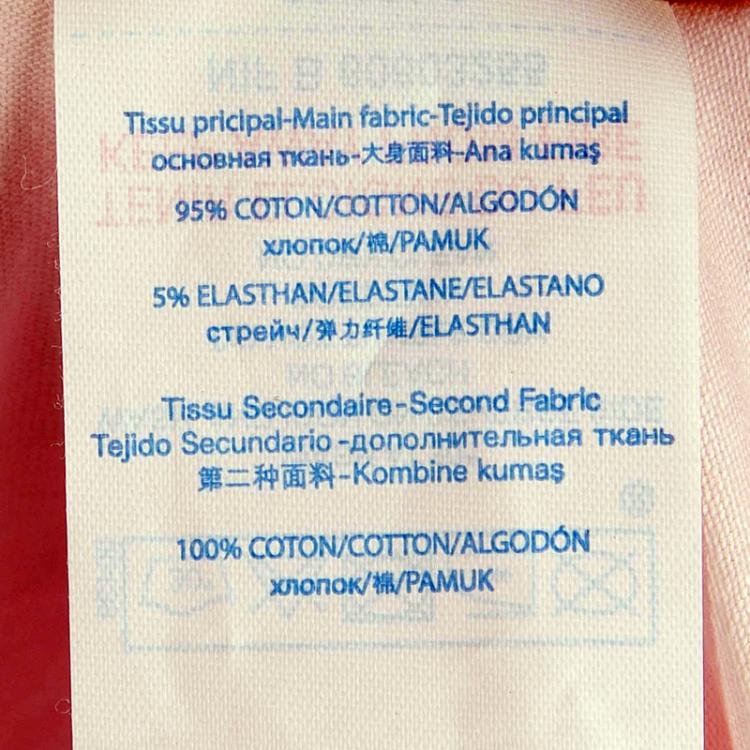 Tissu pricipal-Main fabric-Tejido principal
основная ткань-大身面料-Ana kumaş
95% COTON/COTTON/ALGODÓN
хлопок/棉/PAMUK
5% ELASTHAN/ELASTANE/ELASTANO
стрейч/弹力纤维/ELASTHAN
Tissu Secondaire-Second Fabric
Tejido Secundario-дополнительная ткань
第二种面料-Kombine kumaş
100% COTON/COTTON/ALGODÓN
хлопок/棉/PAMUK